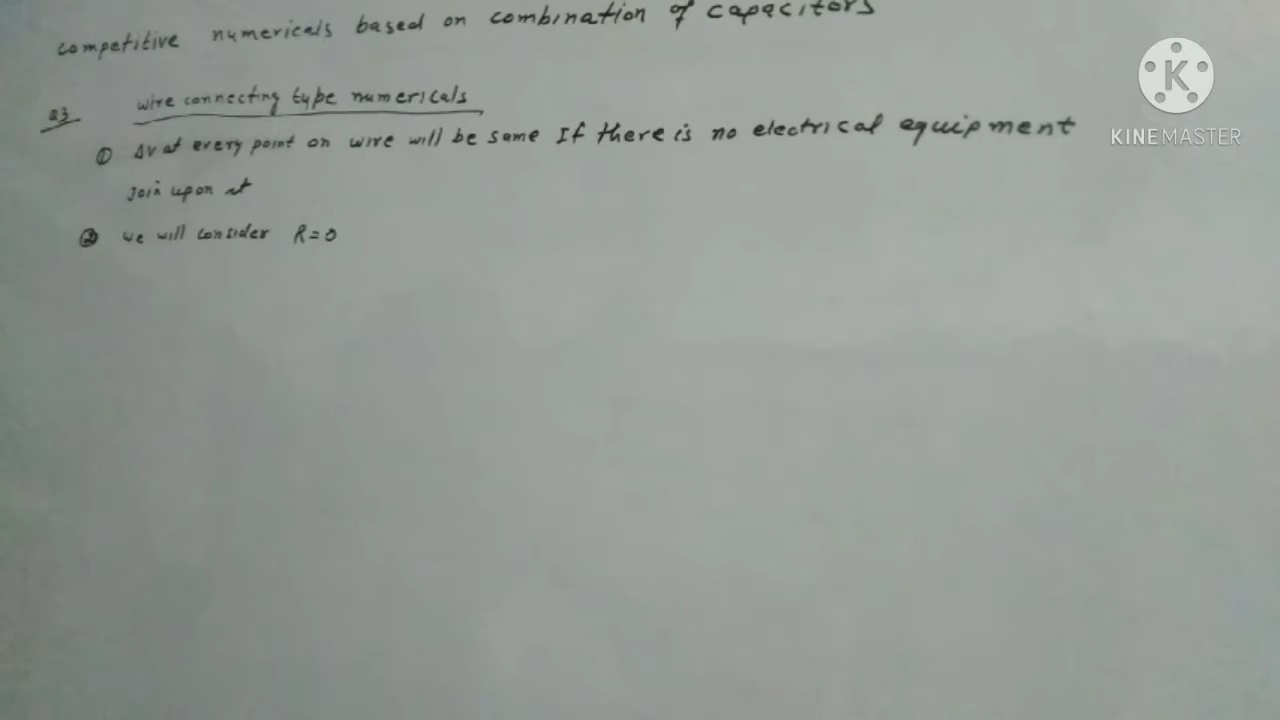 competitive numericals based on combination of capacitors
Q3 wire connecting type numericals
① ΔV at every point on wire will be same If there is no electrical equipment
join upon it
② we will consider R=0
K
KINEMASTER